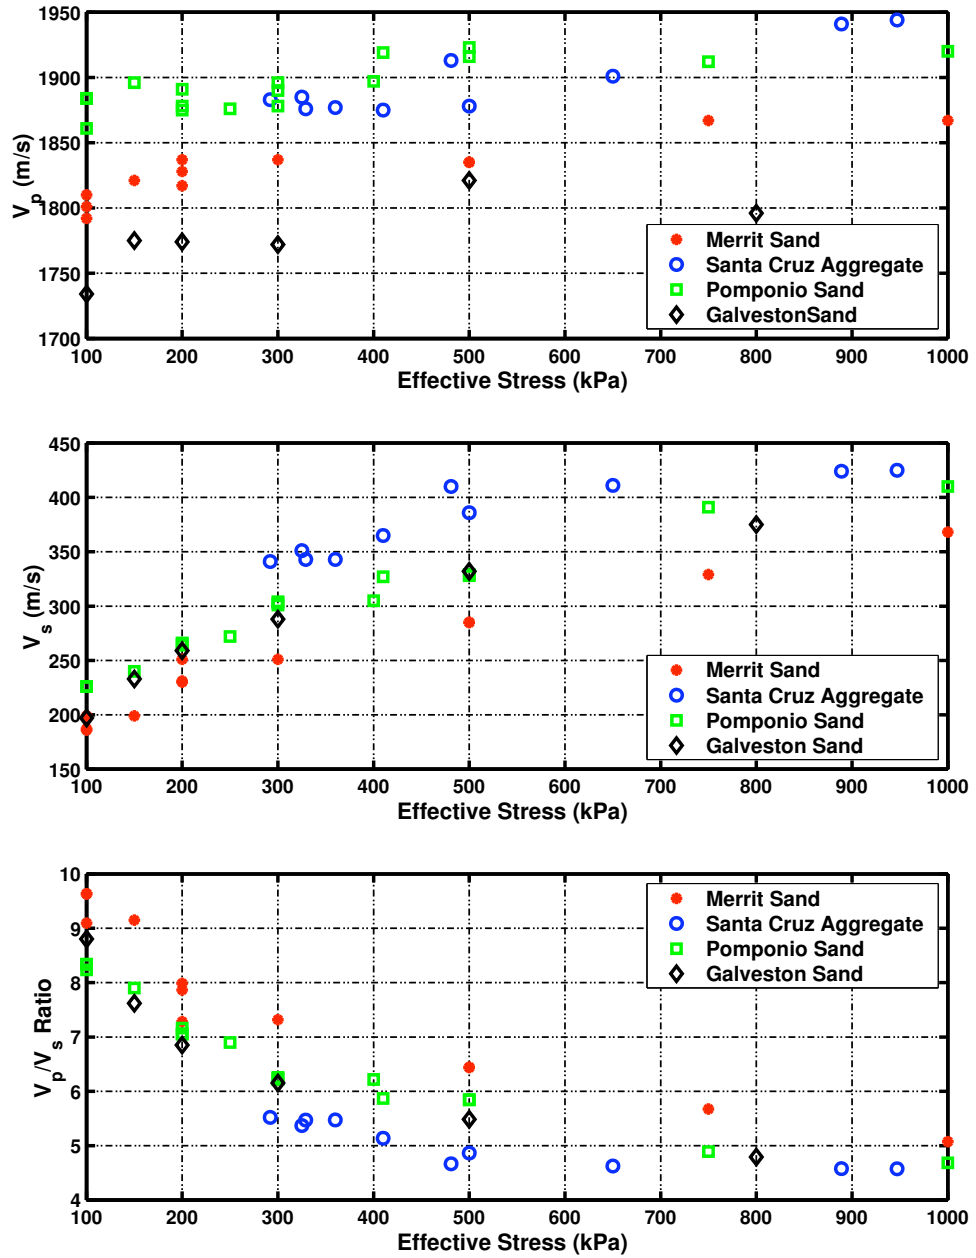 1950
1900
1850
1800
1750
1700
V_p (m/s)
Merrit Sand
Santa Cruz Aggregate
Pomponio Sand
GalvestonSand
100 200 300 400 500 600 700 800 900 1000
Effective Stress (kPa)
450
400
350
300
250
200
150
V_s (m/s)
Merrit Sand
Santa Cruz Aggregate
Pomponio Sand
Galveston Sand
100 200 300 400 500 600 700 800 900 1000
Effective Stress (kPa)
10
9
8
7
6
5
4
V_p/V_s Ratio
Merrit Sand
Santa Cruz Aggregate
Pomponio Sand
Galveston Sand
100 200 300 400 500 600 700 800 900 1000
Effective Stress (kPa)